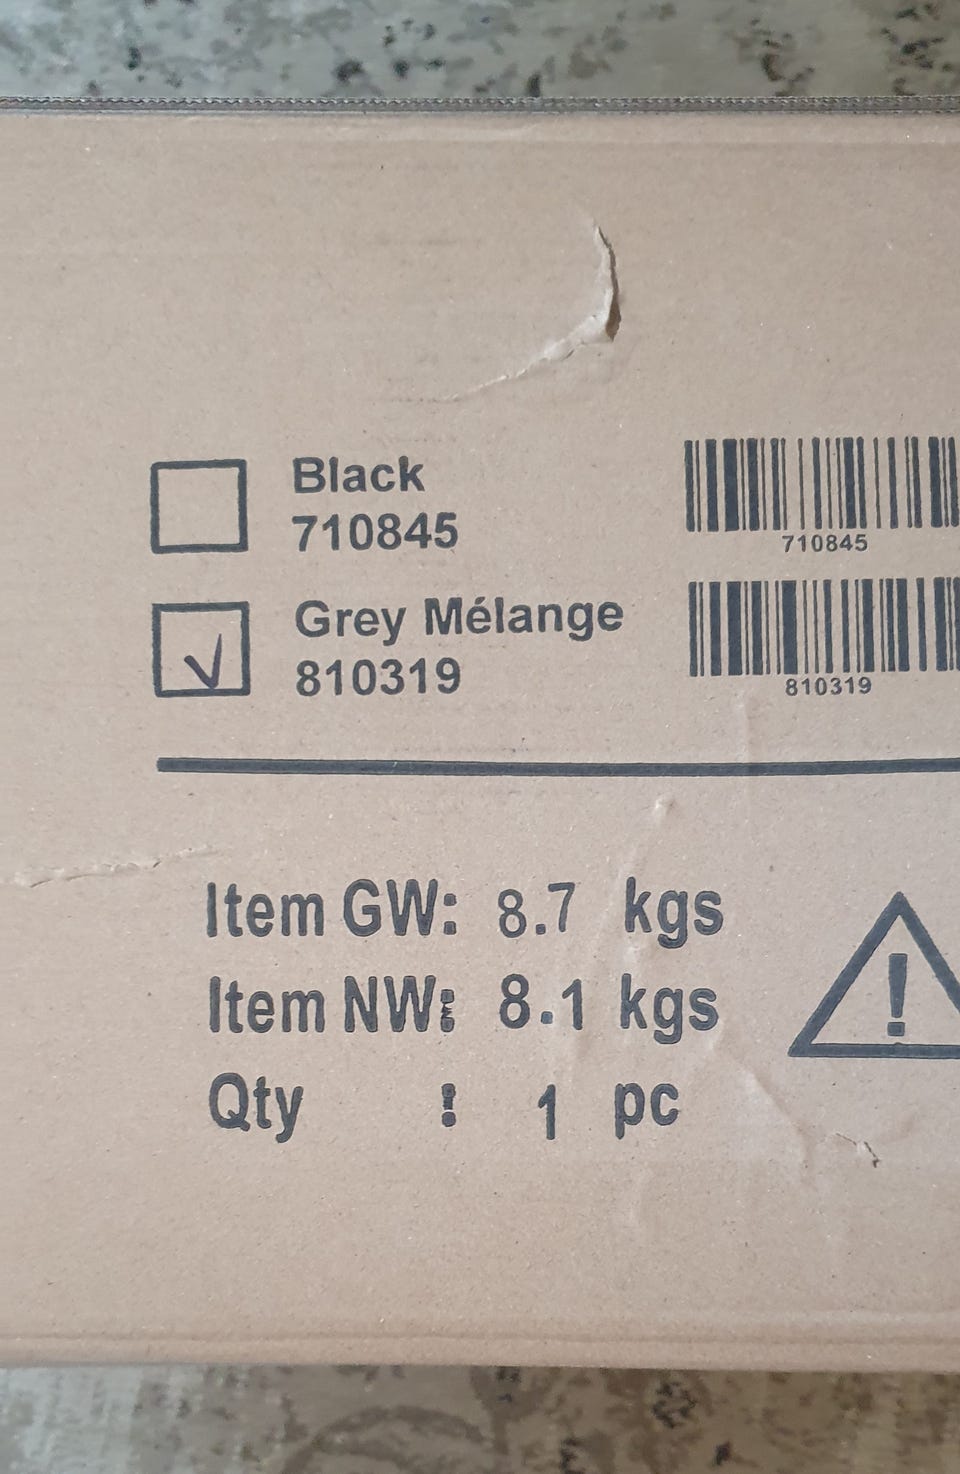 Black
710845
710845
Grey Mélange
810319
810319
Item GW: 8.7 kgs
Item NW: 8.1 kgs
Qty : 1 pc
!